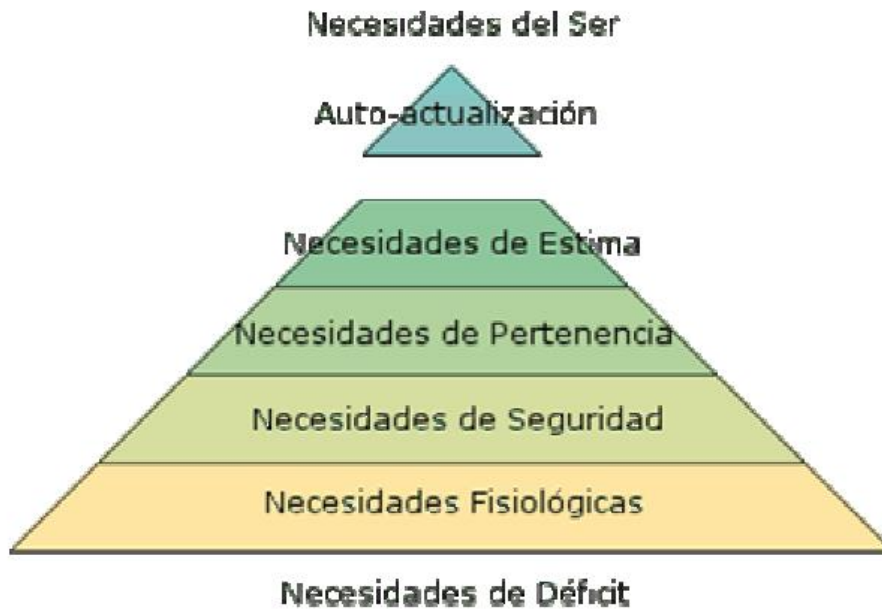 Necesidades del Ser
Auto-actualización
Necesidades de Estima
Necesidades de Pertenencia
Necesidades de Seguridad
Necesidades Fisiológicas
Necesidades de Déficit